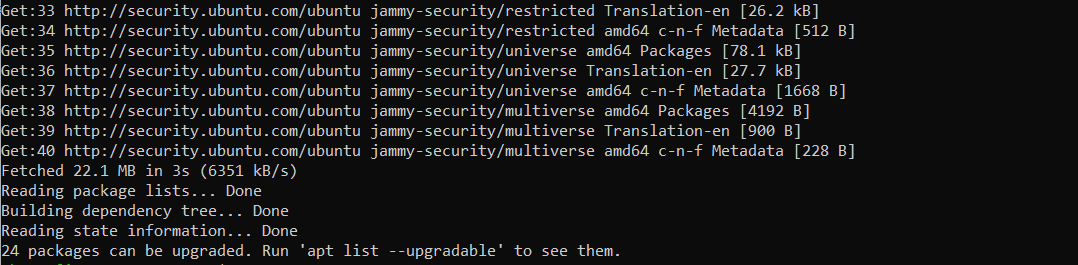 Get:33 http://security.ubuntu.com/ubuntu jammy-security/restricted Translation-en [26.2 kB]
Get:34 http://security.ubuntu.com/ubuntu jammy-security/restricted amd64 c-n-f Metadata [512 B]
Get:35 http://security.ubuntu.com/ubuntu jammy-security/universe amd64 Packages [78.1 kB]
Get:36 http://security.ubuntu.com/ubuntu jammy-security/universe Translation-en [27.7 kB]
Get:37 http://security.ubuntu.com/ubuntu jammy-security/universe amd64 c-n-f Metadata [1668 B]
Get:38 http://security.ubuntu.com/ubuntu jammy-security/multiverse amd64 Packages [4192 B]
Get:39 http://security.ubuntu.com/ubuntu jammy-security/multiverse Translation-en [900 B]
Get:40 http://security.ubuntu.com/ubuntu jammy-security/multiverse amd64 c-n-f Metadata [228 B]
Fetched 22.1 MB in 3s (6351 kB/s)
Reading package lists... Done
Building dependency tree... Done
Reading state information... Done
24 packages can be upgraded. Run 'apt list --upgradable' to see them.